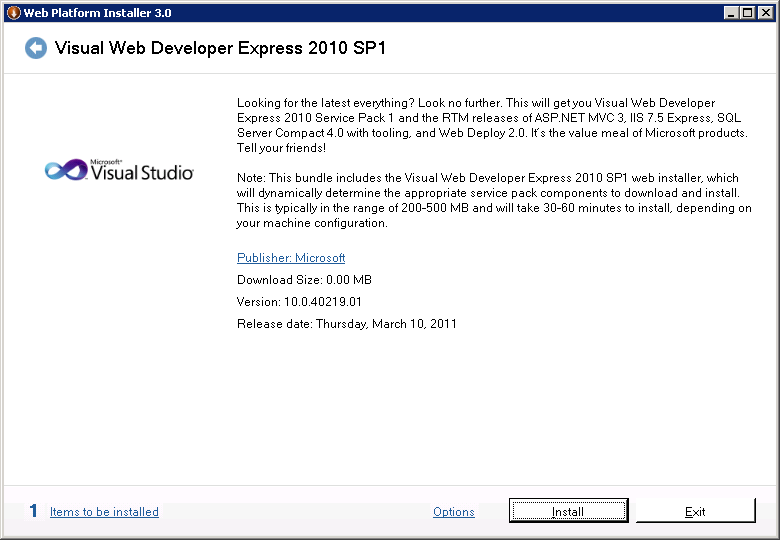 Web Platform Installer 3.0
Visual Web Developer Express 2010 SP1
Looking for the latest everything? Look no further. This will get you Visual Web Developer
Express 2010 Service Pack 1 and the RTM releases of ASP.NET MVC 3, IIS 7.5 Express, SQL
Server Compact 4.0 with tooling, and Web Deploy 2.0. It's the value meal of Microsoft products.
Tell your friends!
Microsoft®
Visual Studio®
Note: This bundle includes the Visual Web Developer Express 2010 SP1 web installer, which
will dynamically determine the appropriate service pack components to download and install.
This is typically in the range of 200-500 MB and will take 30-60 minutes to install, depending on
your machine configuration.
Publisher: Microsoft
Download Size: 0.00 MB
Version: 10.0.40219.01
Release date: Thursday, March 10, 2011
1 Items to be installed
Options
Install
Exit